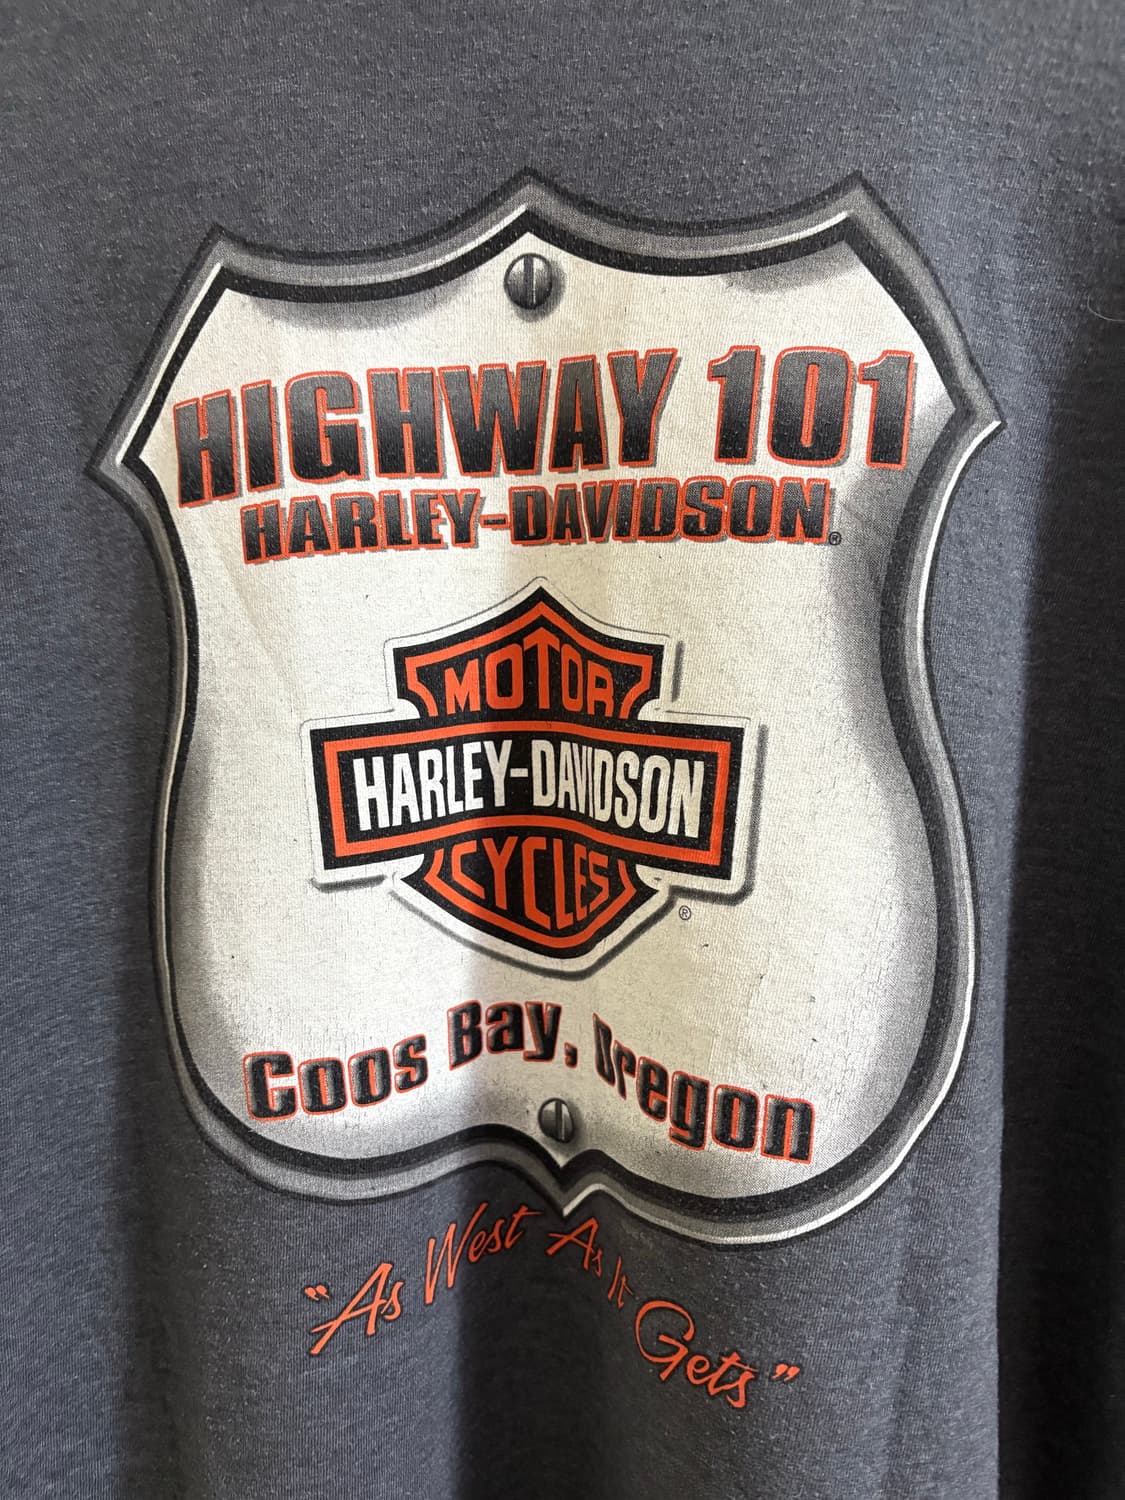 HIGHWAY 101
HARLEY-DAVIDSON®
MOTOR
HARLEY-DAVIDSON
CYCLES
®
Coos Bay, Oregon
"As West As It Gets"